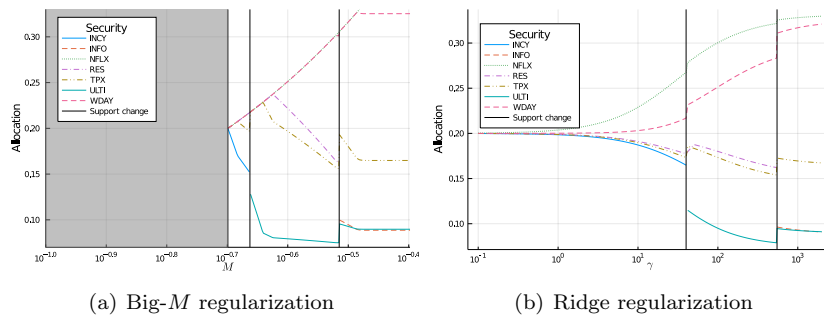 Security
INCY
INFO
NFLX
RES
TPX
ULTI
WDAY
Support change
Allocation
0.30
0.25
0.20
0.15
0.10
10^-1.0 10^-0.9 10^-0.8 10^-0.7 10^-0.6 10^-0.5 10^-0.4
M
(a) Big-M regularization
Security
INCY
INFO
NFLX
RES
TPX
ULTI
WDAY
Support change
Allocation
0.30
0.25
0.20
0.15
0.10
10^-1 10^0 10^1 10^2 10^3
γ
(b) Ridge regularization